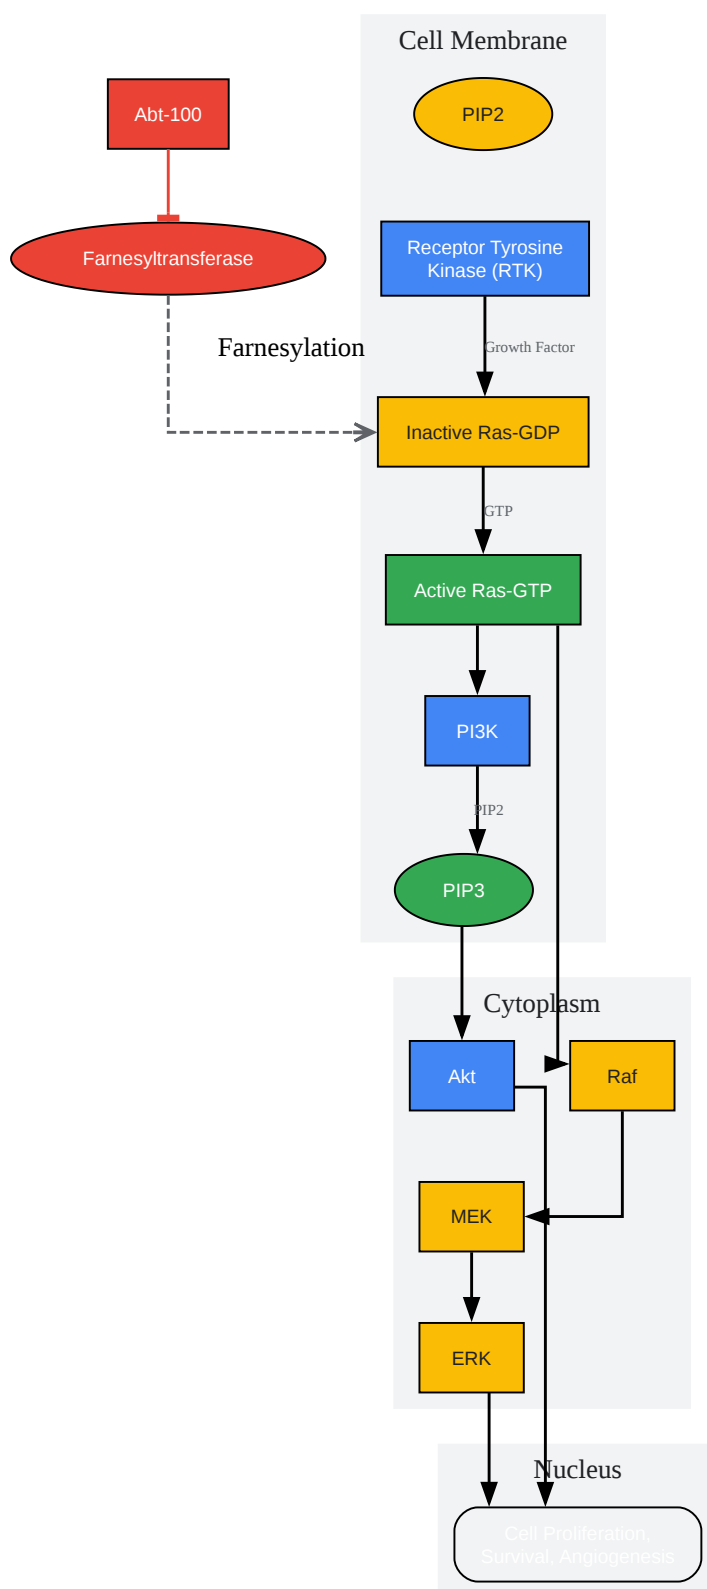 Cell Membrane
Abt-100
PIP2
Farnesyltransferase
Receptor Tyrosine
Kinase (RTK)
Farnesylation
Growth Factor
Inactive Ras-GDP
GTP
Active Ras-GTP
PI3K
PIP2
PIP3
Cytoplasm
Akt
Raf
MEK
ERK
Nucleus
Cell Proliferation,
Survival, Angiogenesis